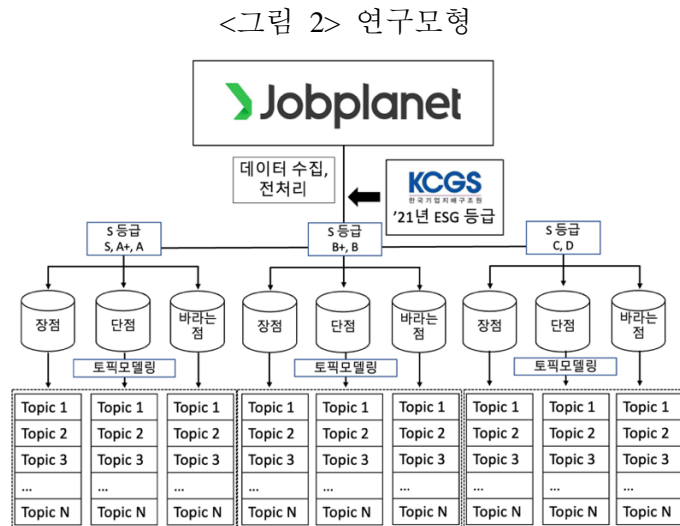 <그림 2> 연구모형
Jobplanet
데이터 수집,
전처리
KCGS
한국기업지배구조원
'21년 ESG 등급
S 등급
S, A+, A
S 등급
B+, B
S 등급
C, D
장점
단점
바라는
점
장점
단점
바라는
점
장점
단점
바라는
점
토픽모델링
토픽모델링
토픽모델링
Topic 1 Topic 1 Topic 1 Topic 1 Topic 1 Topic 1 Topic 1 Topic 1 Topic 1
Topic 2 Topic 2 Topic 2 Topic 2 Topic 2 Topic 2 Topic 2 Topic 2 Topic 2
Topic 3 Topic 3 Topic 3 Topic 3 Topic 3 Topic 3 Topic 3 Topic 3 Topic 3
... ... ... ... ... ... ... ... ...
Topic N Topic N Topic N Topic N Topic N Topic N Topic N Topic N Topic N